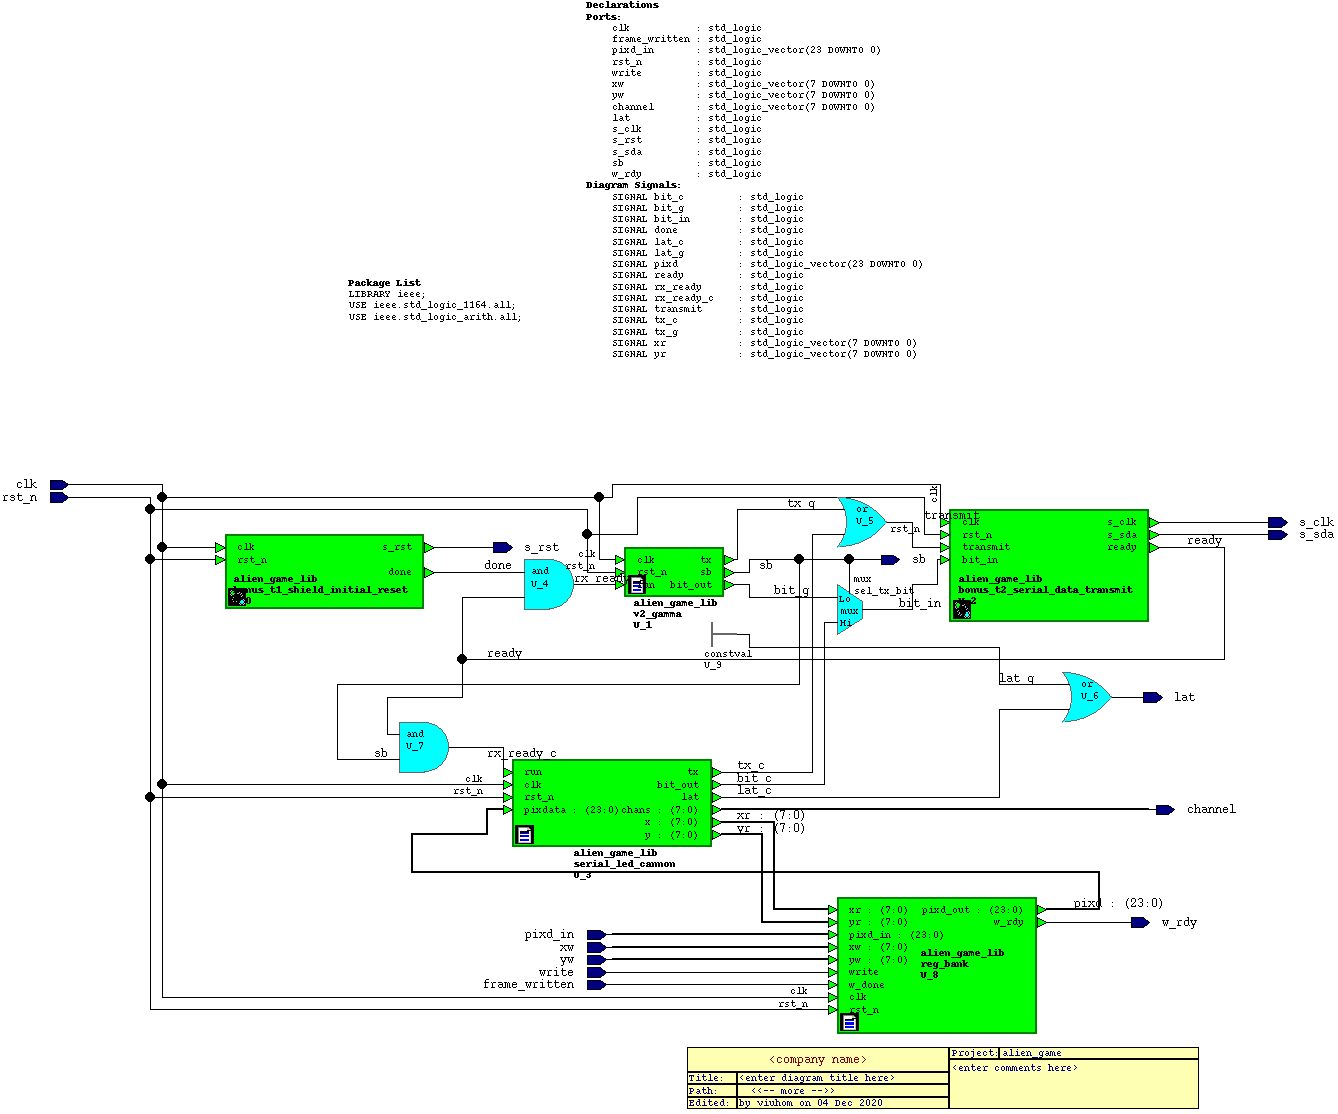 Declarations
Ports:
clk : std_logic
frame_written : std_logic
pixd_in : std_logic_vector(23 DOWNTO 0)
rst_n : std_logic
write : std_logic
xw : std_logic_vector(7 DOWNTO 0)
yw : std_logic_vector(7 DOWNTO 0)
channel : std_logic_vector(7 DOWNTO 0)
lat : std_logic
s_clk : std_logic
s_rst : std_logic
s_sda : std_logic
sb : std_logic
w_rdy : std_logic
Diagram Signals:
SIGNAL bit_c : std_logic
SIGNAL bit_g : std_logic
SIGNAL bit_in : std_logic
SIGNAL done : std_logic
SIGNAL lat_c : std_logic
SIGNAL lat_g : std_logic
SIGNAL pixd : std_logic_vector(23 DOWNTO 0)
SIGNAL ready : std_logic
SIGNAL rx_ready : std_logic
SIGNAL rx_ready_c : std_logic
SIGNAL transmit : std_logic
SIGNAL tx_c : std_logic
SIGNAL tx_g : std_logic
SIGNAL xr : std_logic_vector(7 DOWNTO 0)
SIGNAL yr : std_logic_vector(7 DOWNTO 0)
Package List
LIBRARY ieee;
USE ieee.std_logic_1164.all;
USE ieee.std_logic_arith.all;
clk
rst_n
clk s_rst
rst_n
done
alien_game_lib
bonus_t1_shield_initial_reset
s_rst
done
and
U_4
clk
rst_n
rx_ready
clk tx
rst_n sb
run bit_out
alien_game_lib
v2_gamma
U_1
tx_g
sb
bit_g
or
U_5
rst_n
transmit
clk
sb
mux
sel_tx_bit
Lo
mux
Hi
bit_in
clk s_clk
rst_n s_sda
transmit ready
bit_in
alien_game_lib
bonus_t2_serial_data_transmit
U_2
s_clk
s_sda
ready
ready
constval
U_9
lat_g
or
U_6
lat
and
U_7
sb
rx_ready_c
clk
rst_n
run tx
clk bit_out
rst_n lat
pixdata : (23:0) chans : (7:0)
x : (7:0)
y : (7:0)
alien_game_lib
serial_led_cannon
U_3
tx_c
bit_c
lat_c
xr : (7:0)
yr : (7:0)
channel
pixd_in
xw
yw
write
frame_written
clk
rst_n
xr : (7:0) pixd_out : (23:0)
yr : (7:0) w_rdy
pixd_in : (23:0)
xw : (7:0)
yw : (7:0)
write
w_done
clk
rst_n
alien_game_lib
reg_bank
U_8
pixd : (23:0)
w_rdy
<company name>
Title: <enter diagram title here>
Path: <<-- more -->>
Edited: by viuhom on 04 Dec 2020
Project: alien_game
<enter comments here>